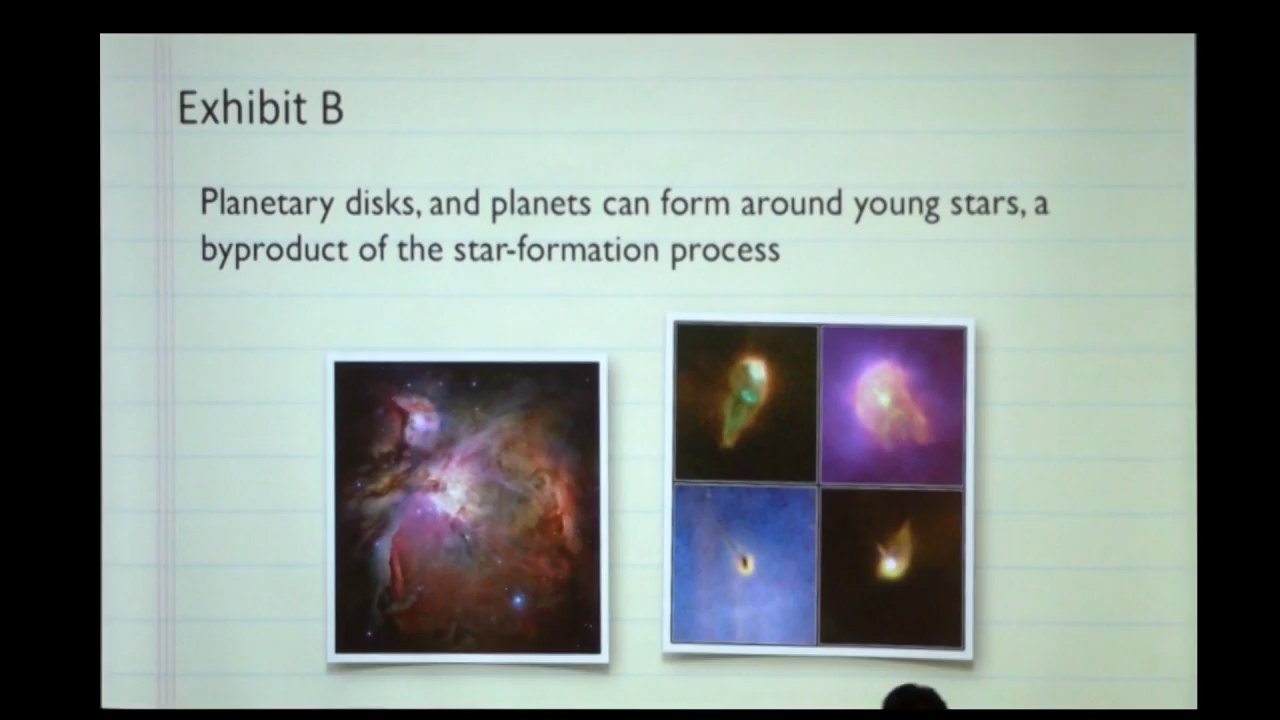 Exhibit B
Planetary disks, and planets can form around young stars, a
byproduct of the star-formation process